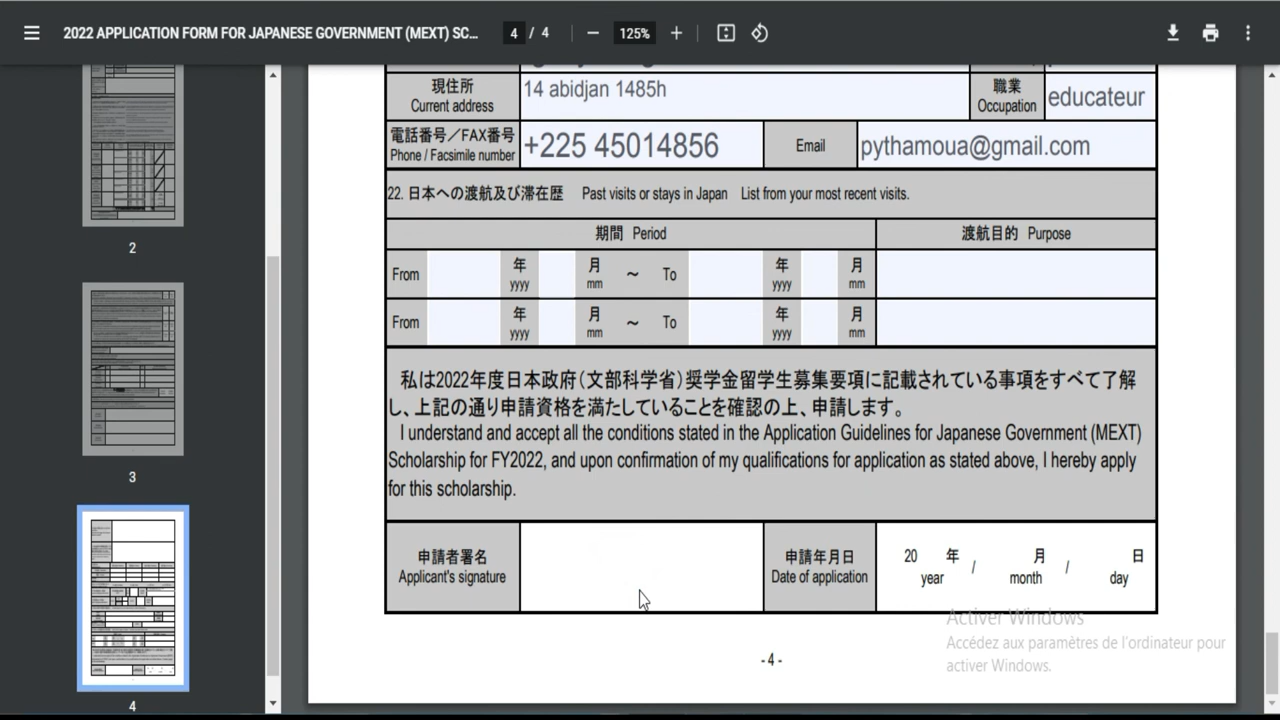 2022 APPLICATION FORM FOR JAPANESE GOVERNMENT (MEXT) SC...
4 / 4
125%
2
3
4
現住所
Current address
14 abidjan 1485h
職業
Occupation
educateur
電話番号／FAX番号
Phone / Facsimile number
+225 45014856
Email
pythamoua@gmail.com
22. 日本への渡航及び滞在歴 Past visits or stays in Japan List from your most recent visits.
期間 Period
渡航目的 Purpose
From 年 yyyy 月 mm ～ To 年 yyyy 月 mm
From 年 yyyy 月 mm ～ To 年 yyyy 月 mm
私は2022年度日本政府（文部科学省）奨学金留学生募集要項に記載されている事項をすべて了解
し、上記の通り申請資格を満たしていることを確認の上、申請します。
I understand and accept all the conditions stated in the Application Guidelines for Japanese Government (MEXT)
Scholarship for FY2022, and upon confirmation of my qualifications for application as stated above, I hereby apply
for this scholarship.
申請者署名
Applicant's signature
申請年月日
Date of application
20 年 / 月 / 日
year month day
Activer Windows
Accédez aux paramètres de l'ordinateur pour
activer Windows.
- 4 -